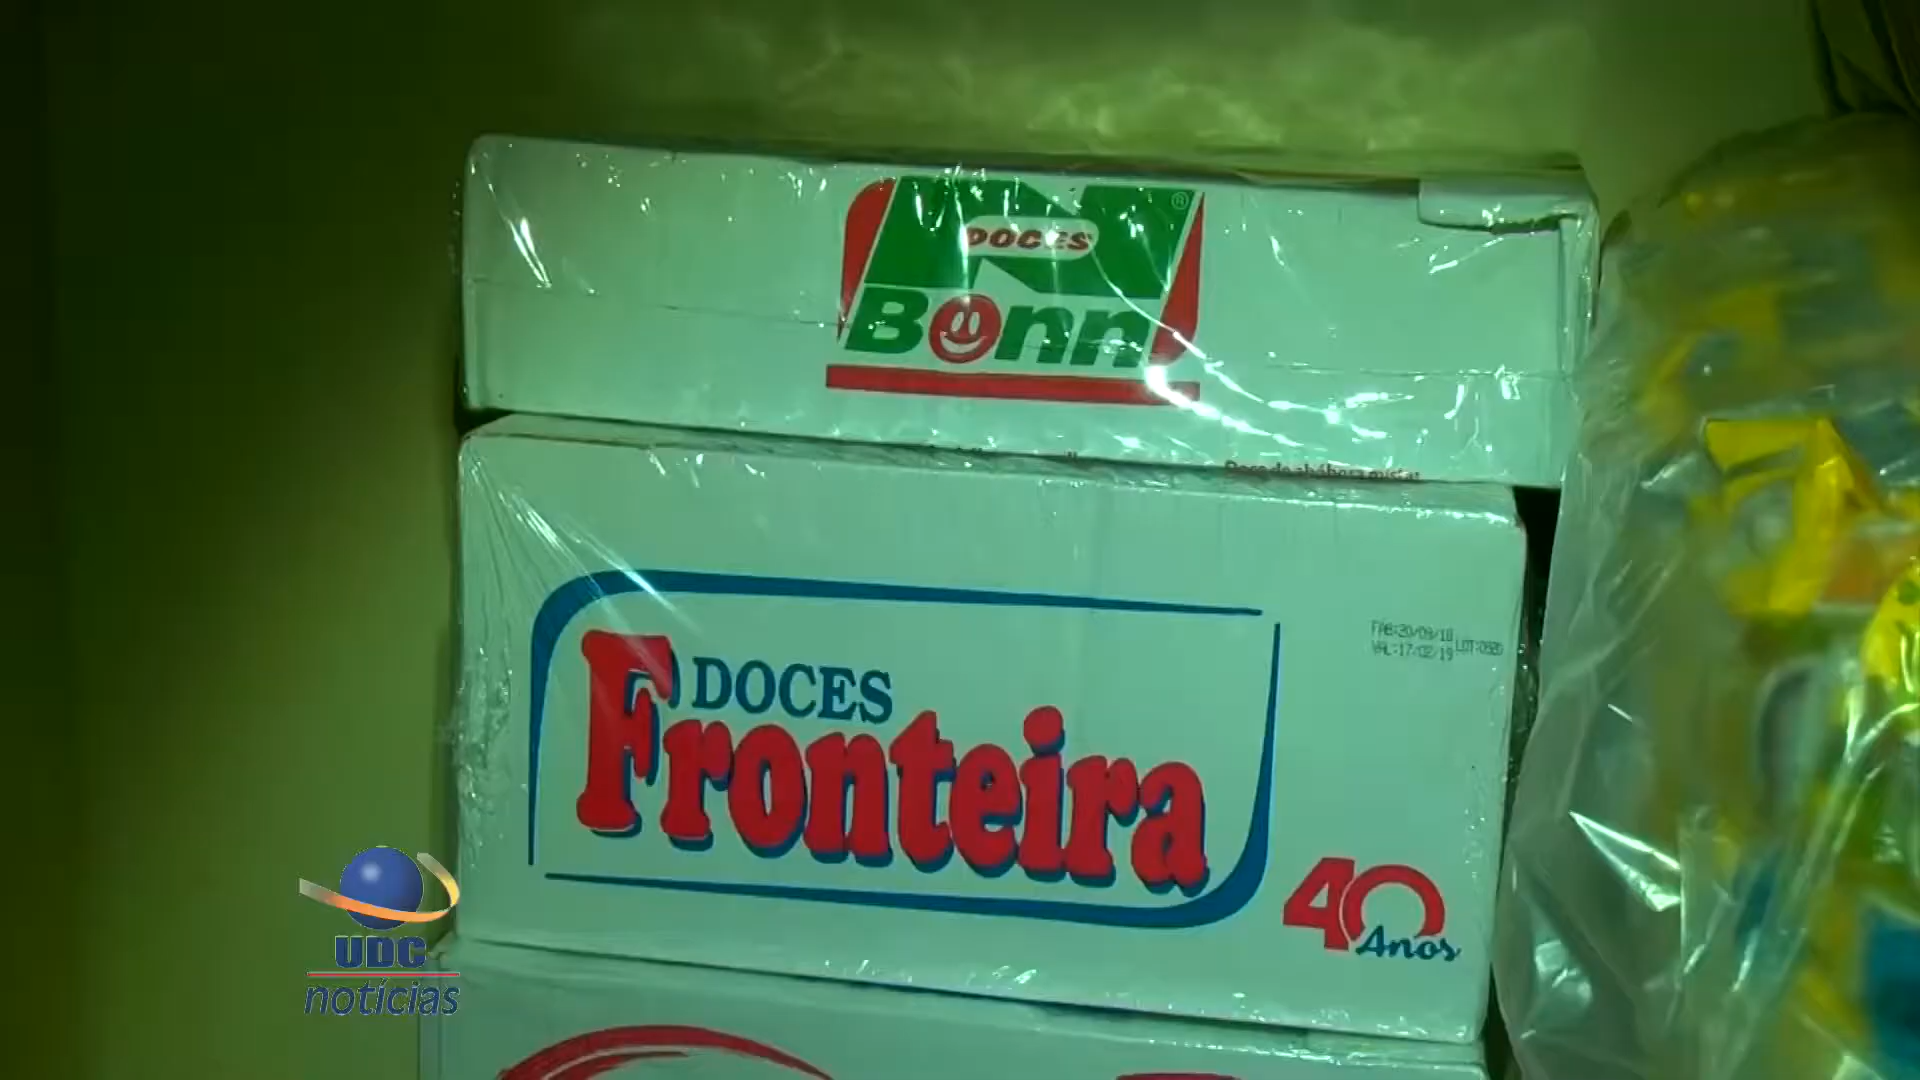 DOCES
®
Bonn
DOCES
Fronteira
FAB:20/09/18
VAL:17/02/19
40
Anos
UDC
notícias